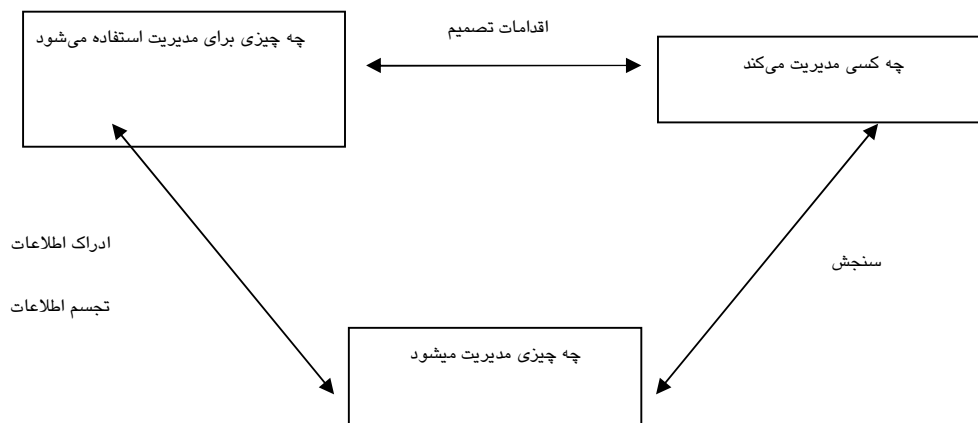 اقدامات تصمیم
چه چیزی برای مدیریت استفاده می‌شود
چه کسی مدیریت می‌کند
ادراک اطلاعات
سنجش
تجسم اطلاعات
چه چیزی مدیریت میشود